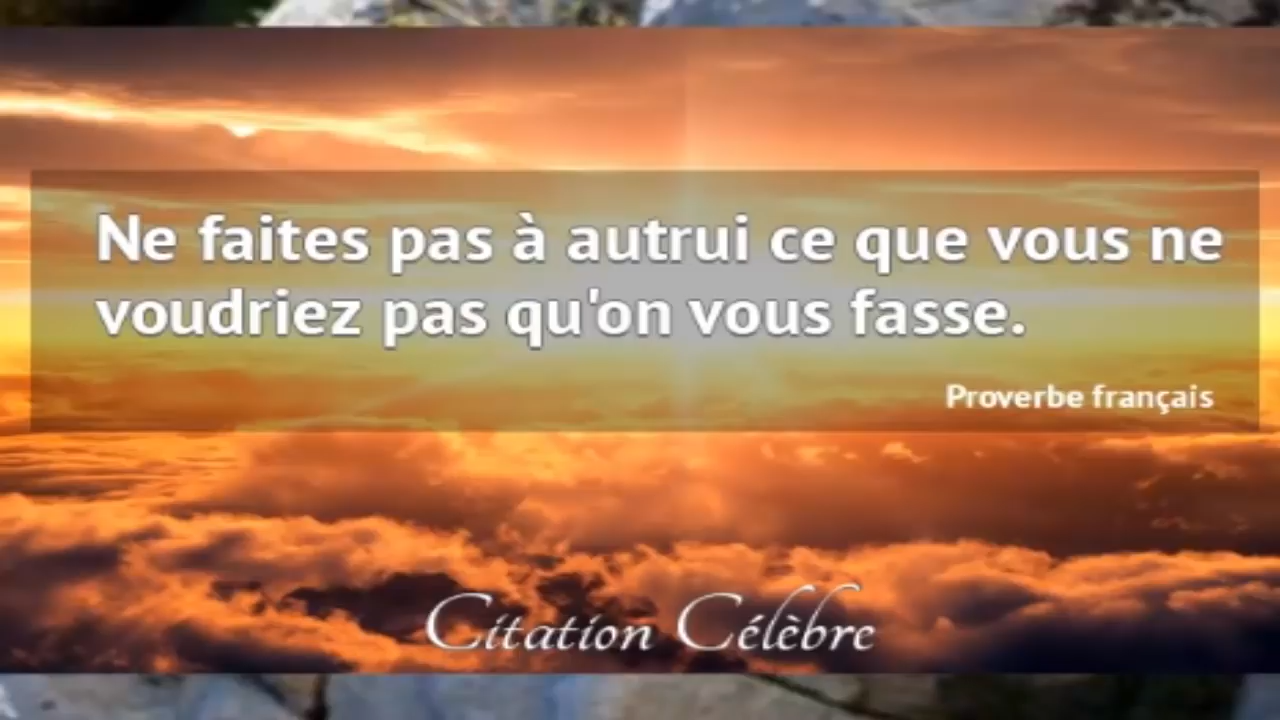 Ne faites pas à autrui ce que vous ne
voudriez pas qu'on vous fasse.
Proverbe français
Citation Célèbre